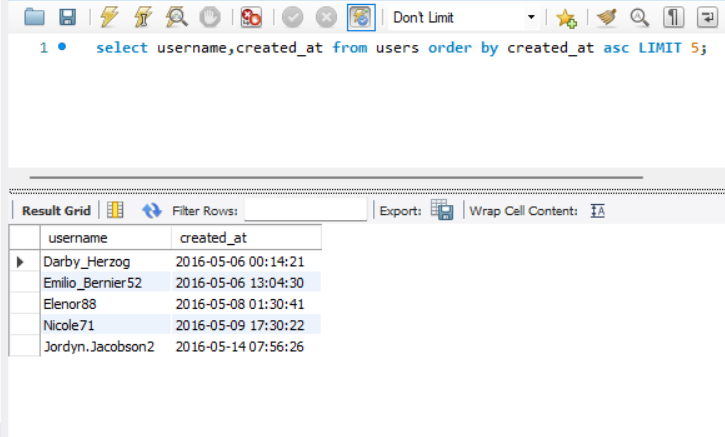 Don't Limit
1 select username,created_at from users order by created_at asc LIMIT 5;
Result Grid Filter Rows: Export: Wrap Cell Content: IA
username created_at
Darby_Herzog 2016-05-06 00:14:21
Emilio_Bernier52 2016-05-06 13:04:30
Elenor88 2016-05-08 01:30:41
Nicole71 2016-05-09 17:30:22
Jordyn.Jacobson2 2016-05-14 07:56:26